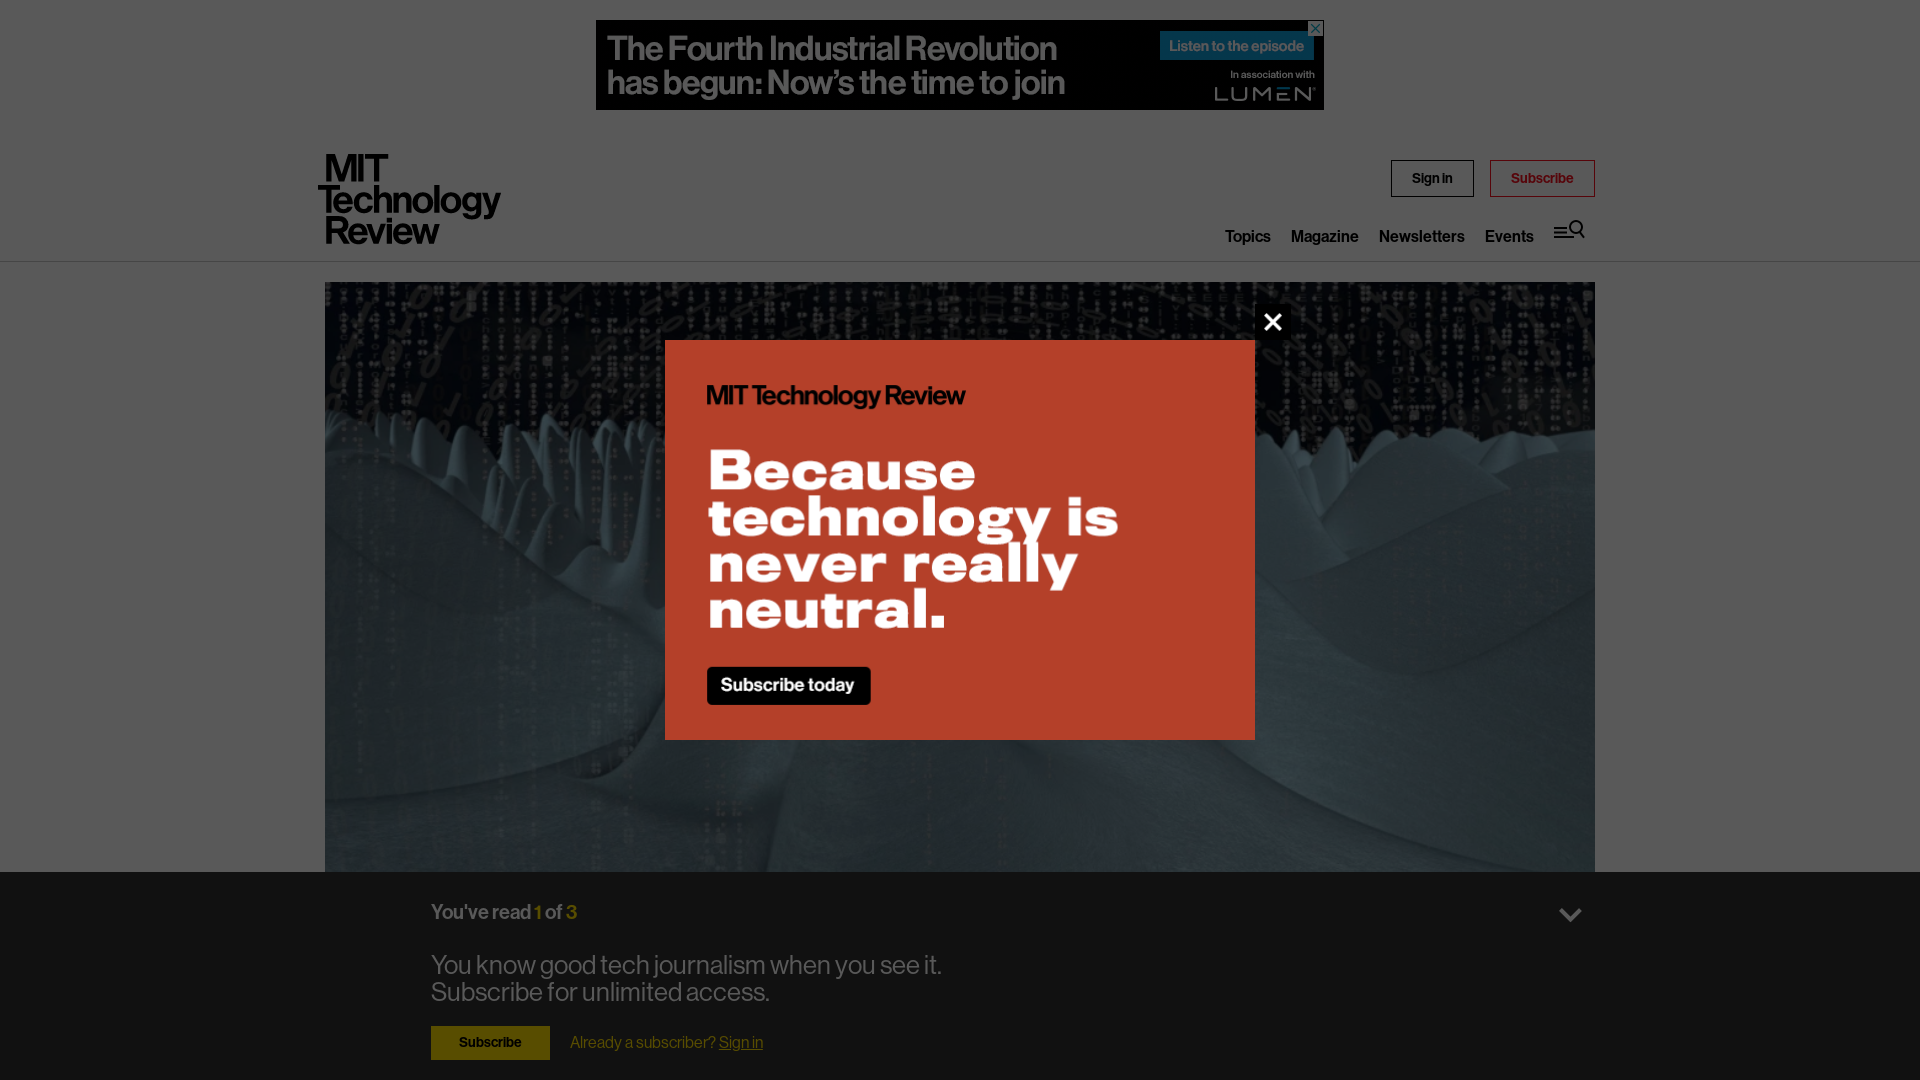 The Fourth Industrial Revolution
has begun: Now's the time to join
Listen to the episode
In association with
LUMEN
MIT
Technology
Review
Sign in
Subscribe
Topics
Magazine
Newsletters
Events
MIT Technology Review
Because
technology is
never really
neutral.
Subscribe today
You've read 1 of 3
You know good tech journalism when you see it.
Subscribe for unlimited access.
Subscribe
Already a subscriber? Sign in